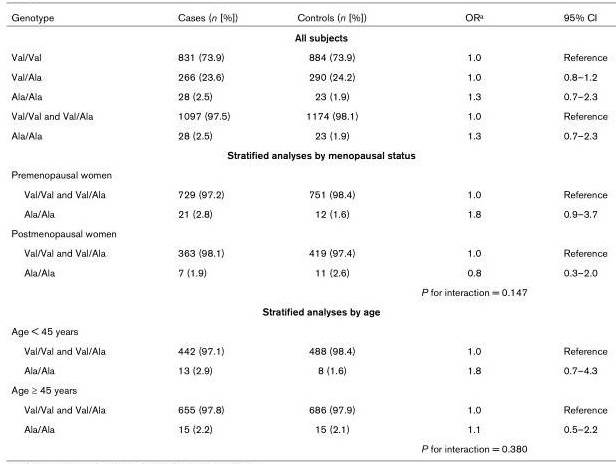 Genotype Cases (n [%]) Controls (n [%]) ORᵃ 95% CI
All subjects
Val/Val 831 (73.9) 884 (73.9) 1.0 Reference
Val/Ala 266 (23.6) 290 (24.2) 1.0 0.8–1.2
Ala/Ala 28 (2.5) 23 (1.9) 1.3 0.7–2.3
Val/Val and Val/Ala 1097 (97.5) 1174 (98.1) 1.0 Reference
Ala/Ala 28 (2.5) 23 (1.9) 1.3 0.7–2.3
Stratified analyses by menopausal status
Premenopausal women
Val/Val and Val/Ala 729 (97.2) 751 (98.4) 1.0 Reference
Ala/Ala 21 (2.8) 12 (1.6) 1.8 0.9–3.7
Postmenopausal women
Val/Val and Val/Ala 363 (98.1) 419 (97.4) 1.0 Reference
Ala/Ala 7 (1.9) 11 (2.6) 0.8 0.3–2.0
P for interaction = 0.147
Stratified analyses by age
Age < 45 years
Val/Val and Val/Ala 442 (97.1) 488 (98.4) 1.0 Reference
Ala/Ala 13 (2.9) 8 (1.6) 1.8 0.7–4.3
Age ≥ 45 years
Val/Val and Val/Ala 655 (97.8) 686 (97.9) 1.0 Reference
Ala/Ala 15 (2.2) 15 (2.1) 1.1 0.5–2.2
P for interaction = 0.380